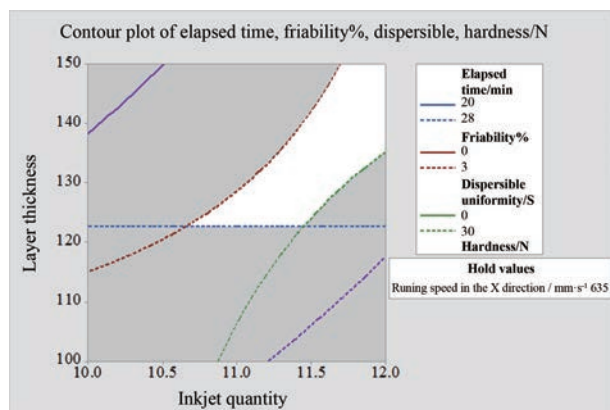 Contour plot of elapsed time, friability%, dispersible, hardness/N
150
140
130
120
110
100
10.0
10.5
11.0
11.5
12.0
Layer thickness
Inkjet quantity
Elapsed
time/min
20
28
Friability%
0
3
Dispersible
uniformity/S
0
30
Hardness/N
Hold values
Runing speed in the X direction / mm·s⁻¹ 635